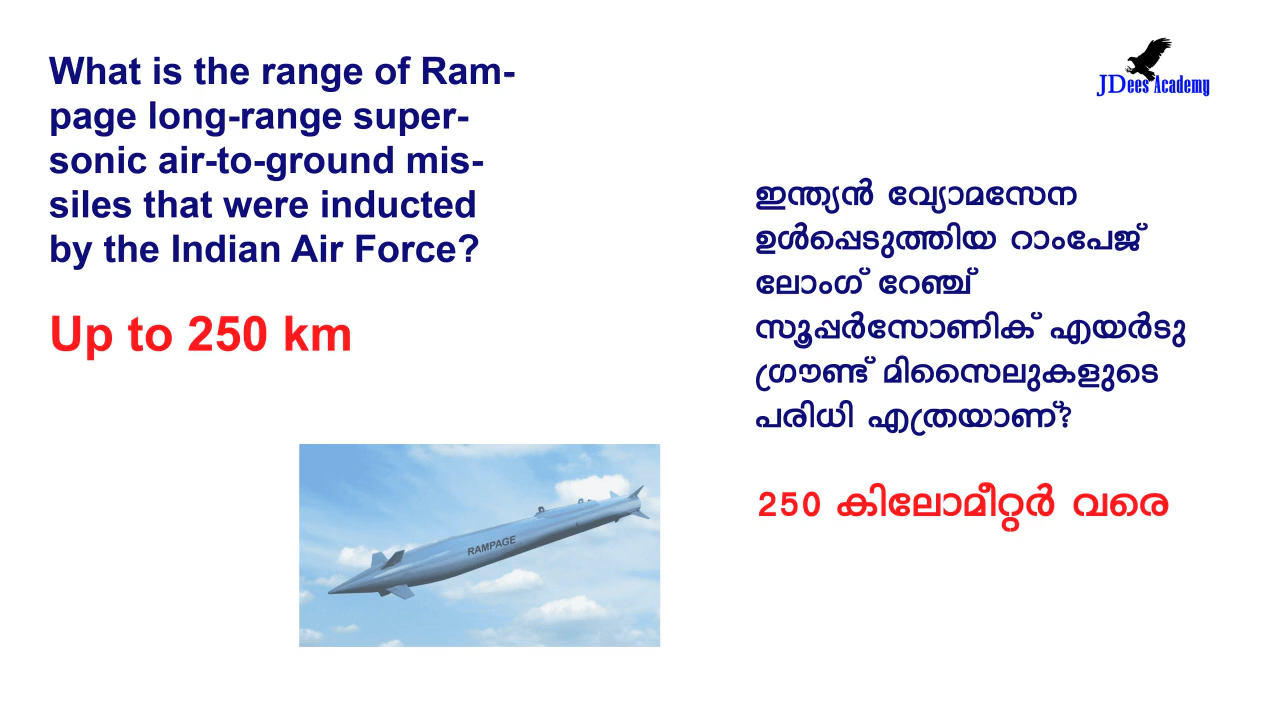 What is the range of Ram-
page long-range super-
sonic air-to-ground mis-
siles that were inducted
by the Indian Air Force?
Up to 250 km
RAMPAGE
JDees Academy
ഇന്ത്യൻ വ്യോമസേന
ഉൾപ്പെടുത്തിയ റാംപേജ്
ലോംഗ് റേഞ്ച്
സൂപ്പർസോണിക് എയർടു
ഗ്രൗണ്ട് മിസൈലുകളുടെ
പരിധി എത്രയാണ്?
250 കിലോമീറ്റർ വരെ